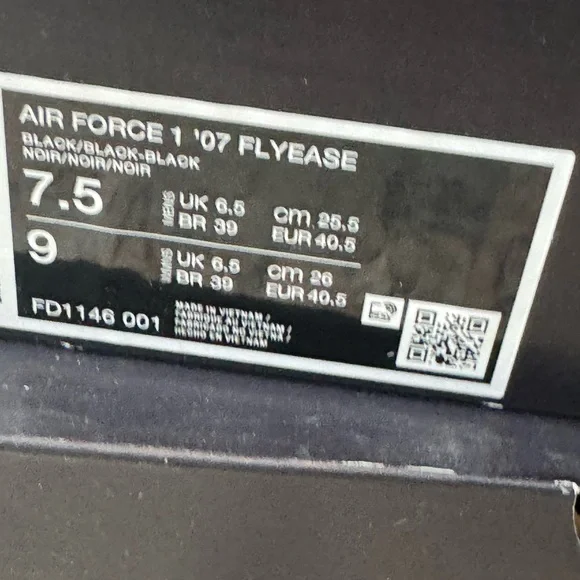 AIR FORCE 1 '07 FLYEASE
BLACK/BLACK-BLACK
NOIR/NOIR/NOIR
7.5 MENS UK 6.5 cm 25.5
BR 39 EUR 40.5
9 UK 6.5 cm 26
BR 39 EUR 40.5
FD1146 001
MADE IN VIETNAM /